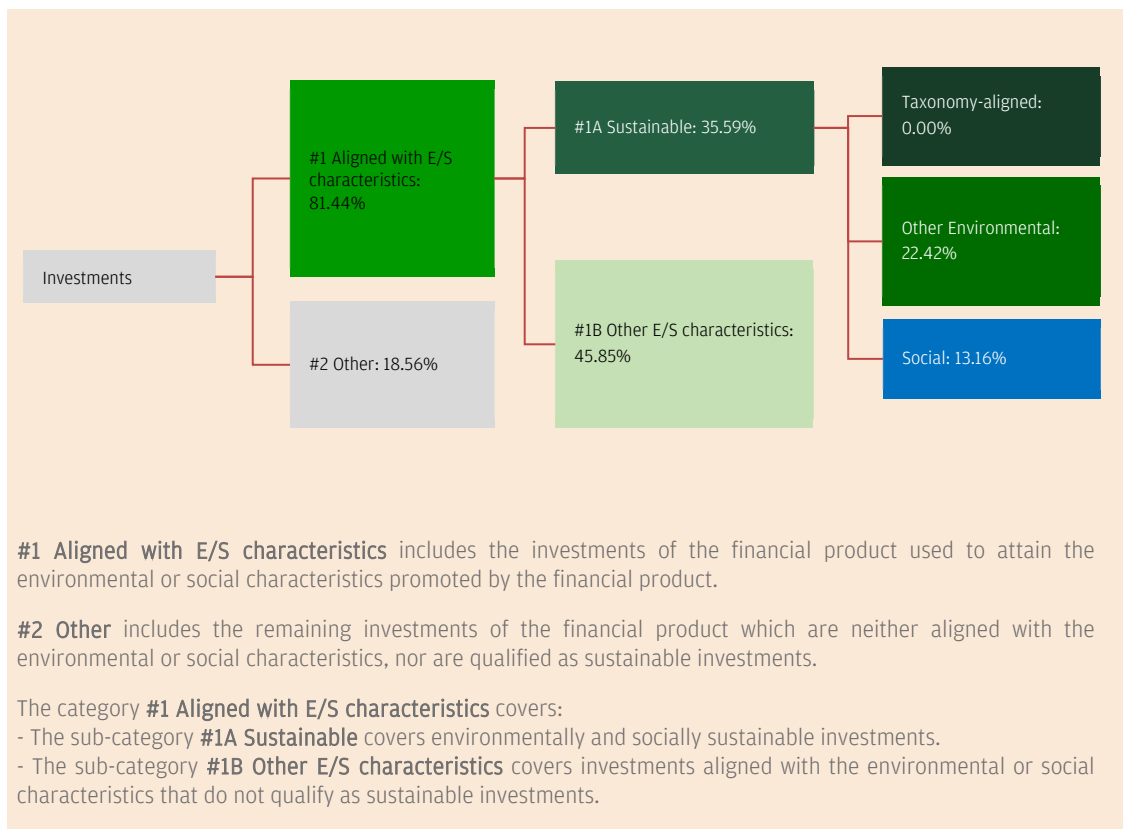 Investments
#1 Aligned with E/S
characteristics:
81.44%
#2 Other: 18.56%
#1A Sustainable: 35.59%
#1B Other E/S characteristics:
45.85%
Taxonomy-aligned:
0.00%
Other Environmental:
22.42%
Social: 13.16%
#1 Aligned with E/S characteristics includes the investments of the financial product used to attain the
environmental or social characteristics promoted by the financial product.
#2 Other includes the remaining investments of the financial product which are neither aligned with the
environmental or social characteristics, nor are qualified as sustainable investments.
The category #1 Aligned with E/S characteristics covers:
- The sub-category #1A Sustainable covers environmentally and socially sustainable investments.
- The sub-category #1B Other E/S characteristics covers investments aligned with the environmental or social
characteristics that do not qualify as sustainable investments.